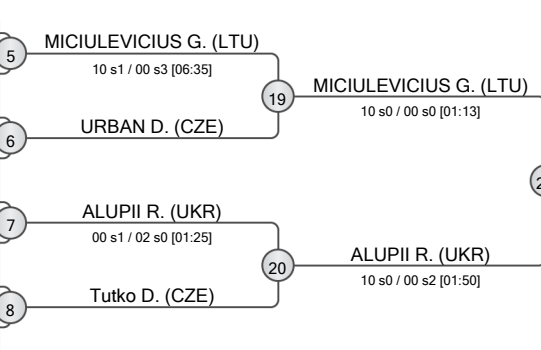 5
MICIULEVICIUS G. (LTU)
10 s1 / 00 s3 [06:35]
19
MICIULEVICIUS G. (LTU)
10 s0 / 00 s0 [01:13]
6
URBAN D. (CZE)
2
7
ALUPII R. (UKR)
00 s1 / 02 s0 [01:25]
20
ALUPII R. (UKR)
10 s0 / 00 s2 [01:50]
8
Tutko D. (CZE)